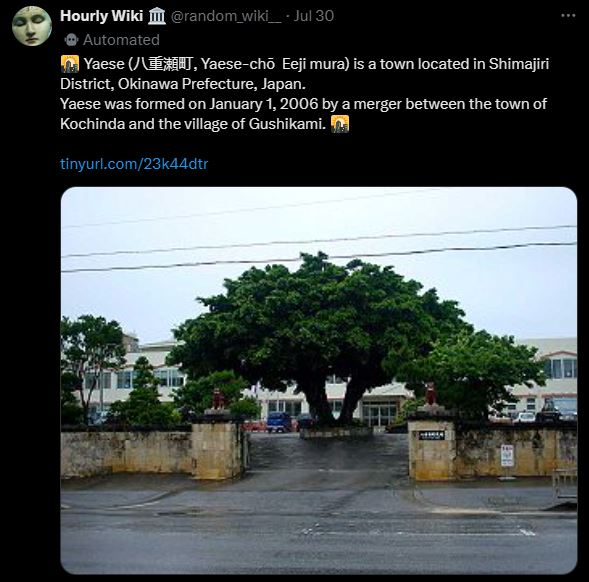 Hourly Wiki 🏛️ @random_wiki__ · Jul 30
Automated
🌇 Yaese (八重瀬町, Yaese-chō  Eeji mura) is a town located in Shimajiri
District, Okinawa Prefecture, Japan.
Yaese was formed on January 1, 2006 by a merger between the town of
Kochinda and the village of Gushikami. 🌇
tinyurl.com/23k44dtr